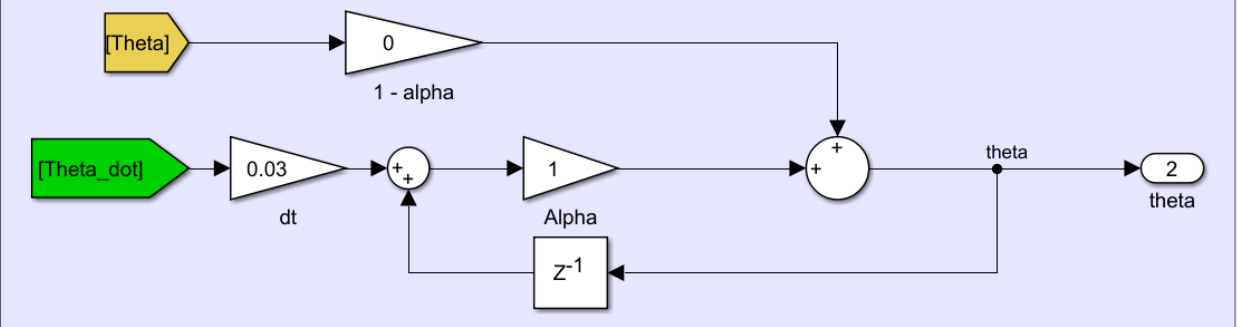 [Theta]
0
1 - alpha
+
[Theta_dot]
0.03
dt
+
+
1
Alpha
+
theta
2
theta
Z-1